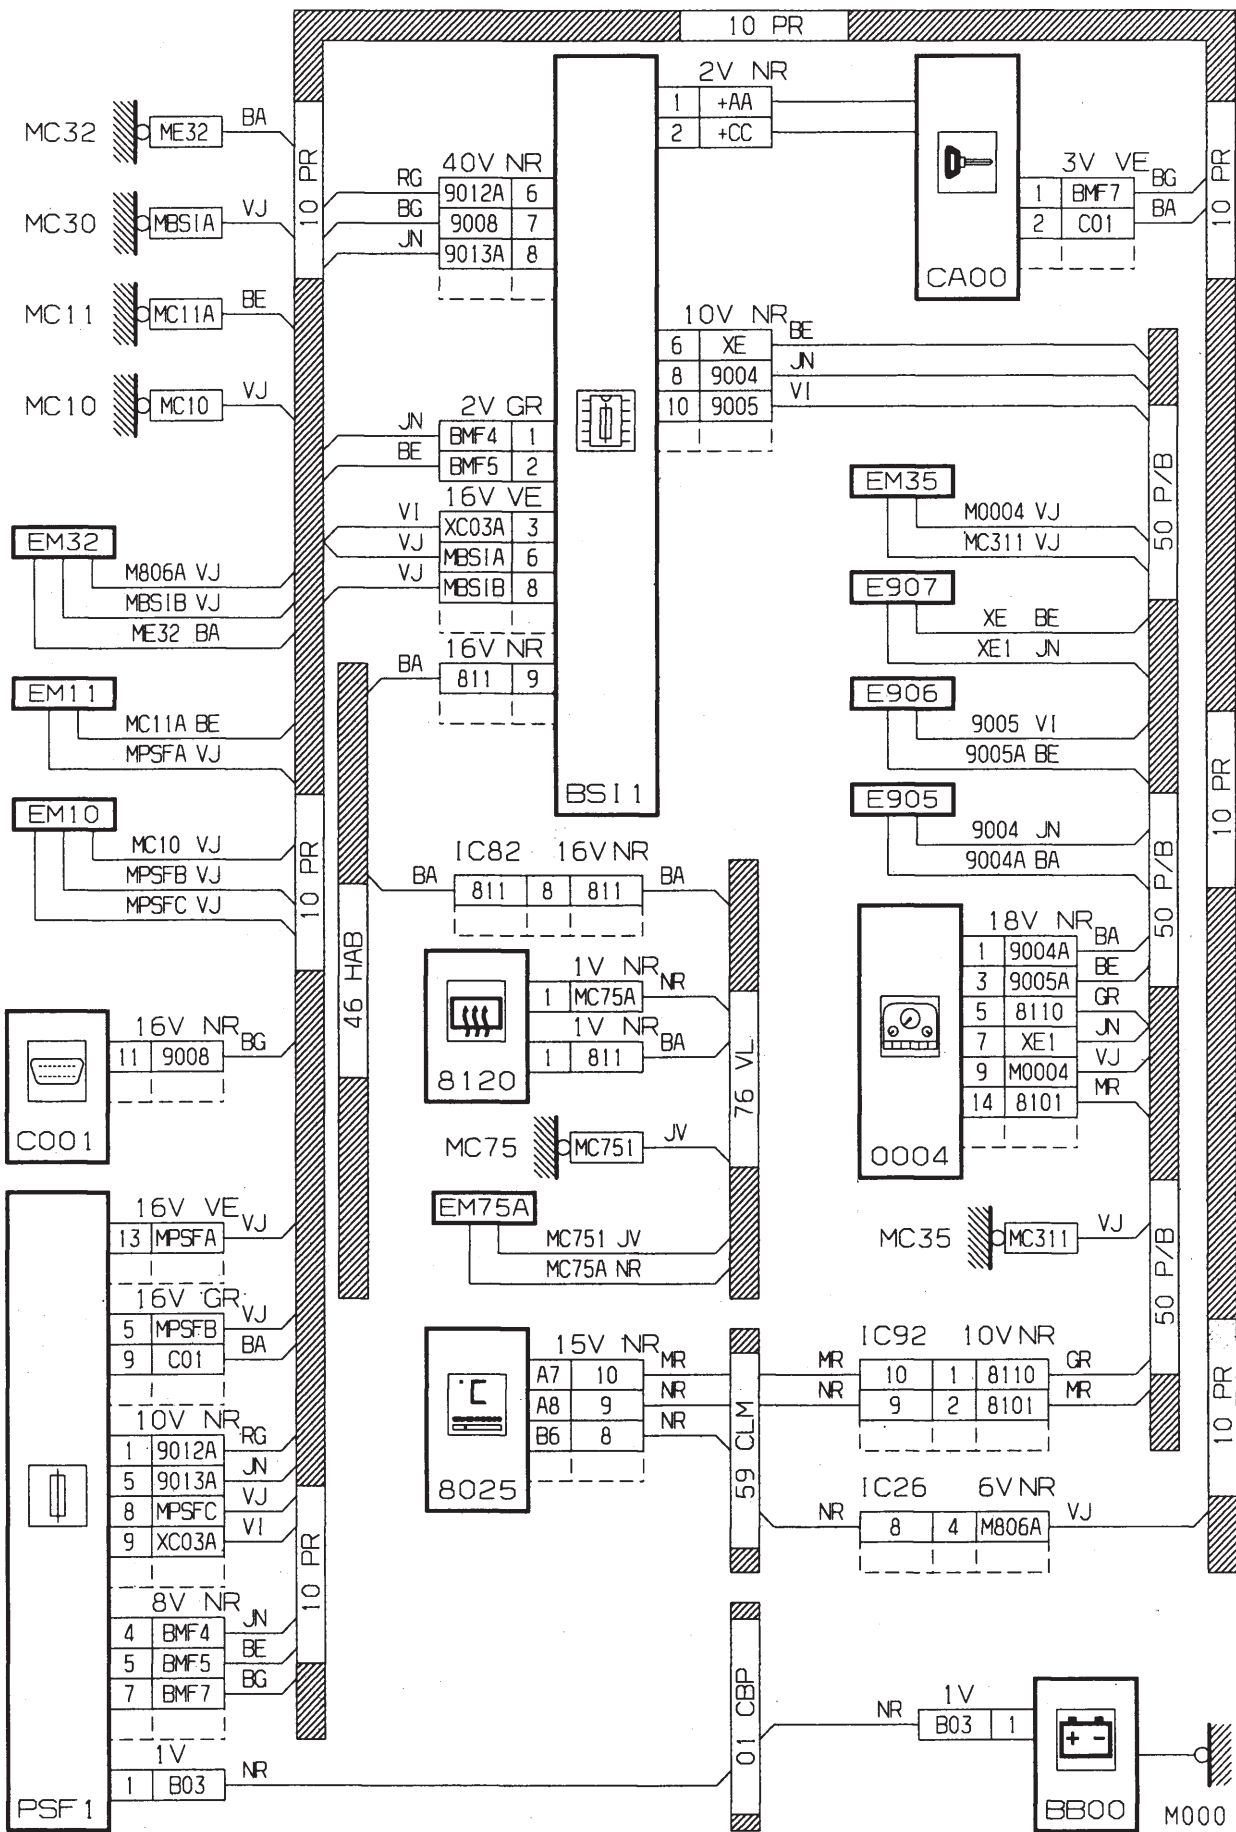 10 PR
MC32 ME32 BA
MC30 MBSIA VJ
MC11 MC11A BE
MC10 MC10 VJ
10 PR
EM32
M806A VJ
MBSIB VJ
ME32 BA
EM11
MC11A BE
MPSFA VJ
EM10
MC10 VJ
MPSFB VJ
MPSFC VJ
10 PR
C001
16V NR
11 9008 BG
PSF1
16V VE
13 MPSFA VJ
16V GR
5 MPSFB VJ
9 C01 BA
10V NR
1 9012A RG
5 9013A JN
8 MPSFC VJ
9 XC03A VI
8V NR
4 BMF4 JN
5 BMF5 BE
7 BMF7 BG
1V
1 B03 NR
10 PR
40V NR
RG 9012A 6
BG 9008 7
JN 9013A 8
2V GR
JN BMF4 1
BE BMF5 2
16V VE
VI XC03A 3
VJ MBSIA 6
VJ MBSIB 8
16V NR
BA 811 9
BSI1
2V NR
1 +AA
2 +CC
10V NR
6 XE BE
8 9004 JN
10 9005 VI
CA00
3V VE
1 BMF7 BG
2 C01 BA
10 PR
46 HAB
IC82 16V NR
BA 811 8 811 BA
8120
1V NR
1 MC75A NR
1V NR
1 811 BA
MC75 MC751 JV
EM75A
MC751 JV
MC75A NR
76 VL
8025
15V NR
A7 10 MR
A8 9 NR
B6 8 NR
59 CLM
EM35
M0004 VJ
MC311 VJ
50 P/B
E907
XE BE
XE1 JN
E906
9005 VI
9005A BE
E905
9004 JN
9004A BA
50 P/B
10 PR
0004
18V NR
1 9004A BA
3 9005A BE
5 8110 GR
7 XE1 JN
9 M0004 VJ
14 8101 MR
MC35 MC311 VJ
50 P/B
IC92 10V NR
MR 10 1 8110 GR
NR 9 2 8101 MR
IC26 6V NR
NR 8 4 M806A VJ
10 PR
01 CBP
1V
NR B03 1
BB00
+ -
M000
°C